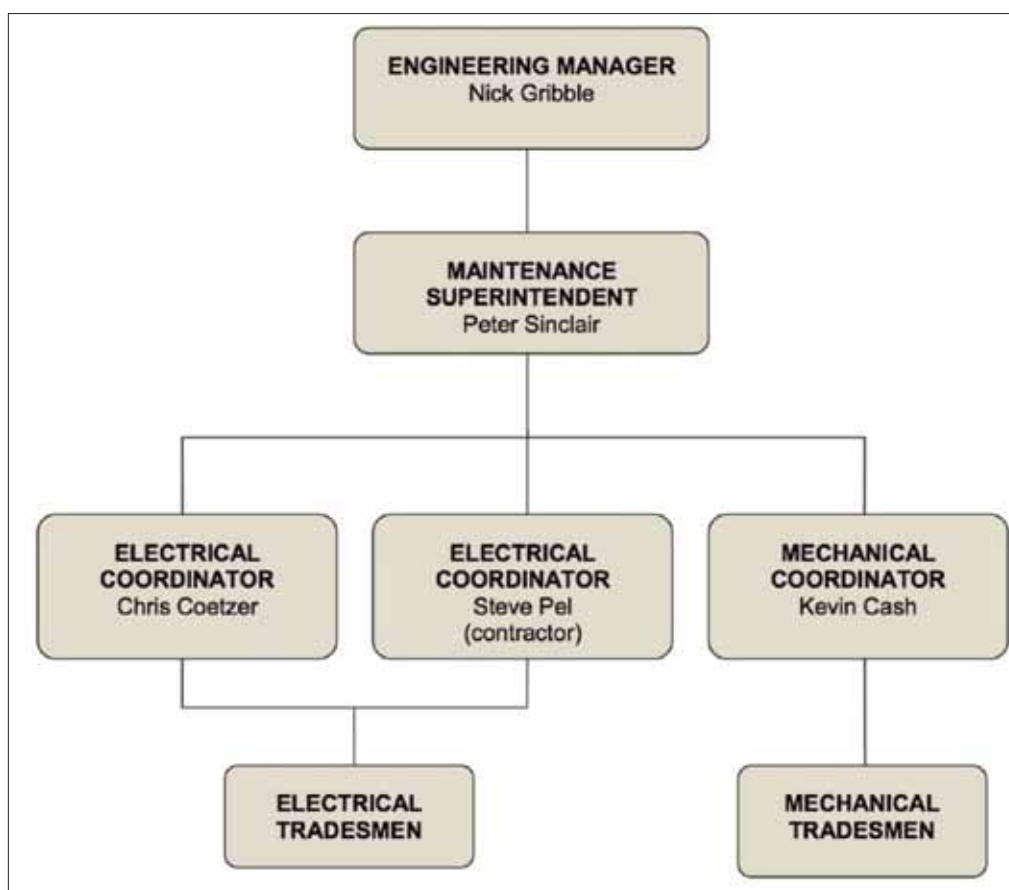 ENGINEERING MANAGER
Nick Gribble
MAINTENANCE
SUPERINTENDENT
Peter Sinclair
ELECTRICAL
COORDINATOR
Chris Coetzer
ELECTRICAL
COORDINATOR
Steve Pel
(contractor)
MECHANICAL
COORDINATOR
Kevin Cash
ELECTRICAL
TRADESMEN
MECHANICAL
TRADESMEN